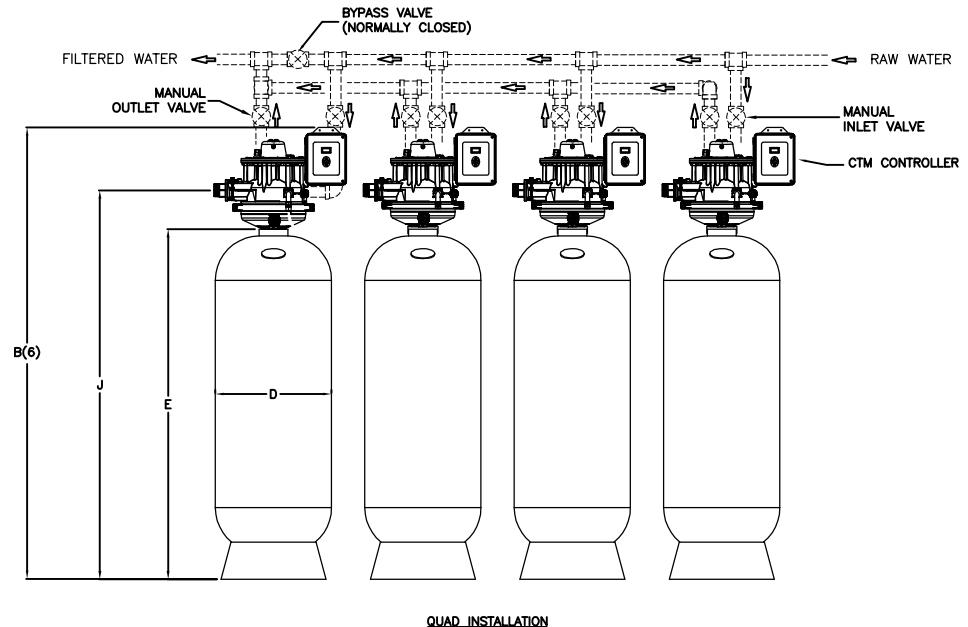 BYPASS VALVE
(NORMALLY CLOSED)
FILTERED WATER
RAW WATER
MANUAL
OUTLET VALVE
MANUAL
INLET VALVE
CTM CONTROLLER
B(6)
J
E
D
QUAD INSTALLATION